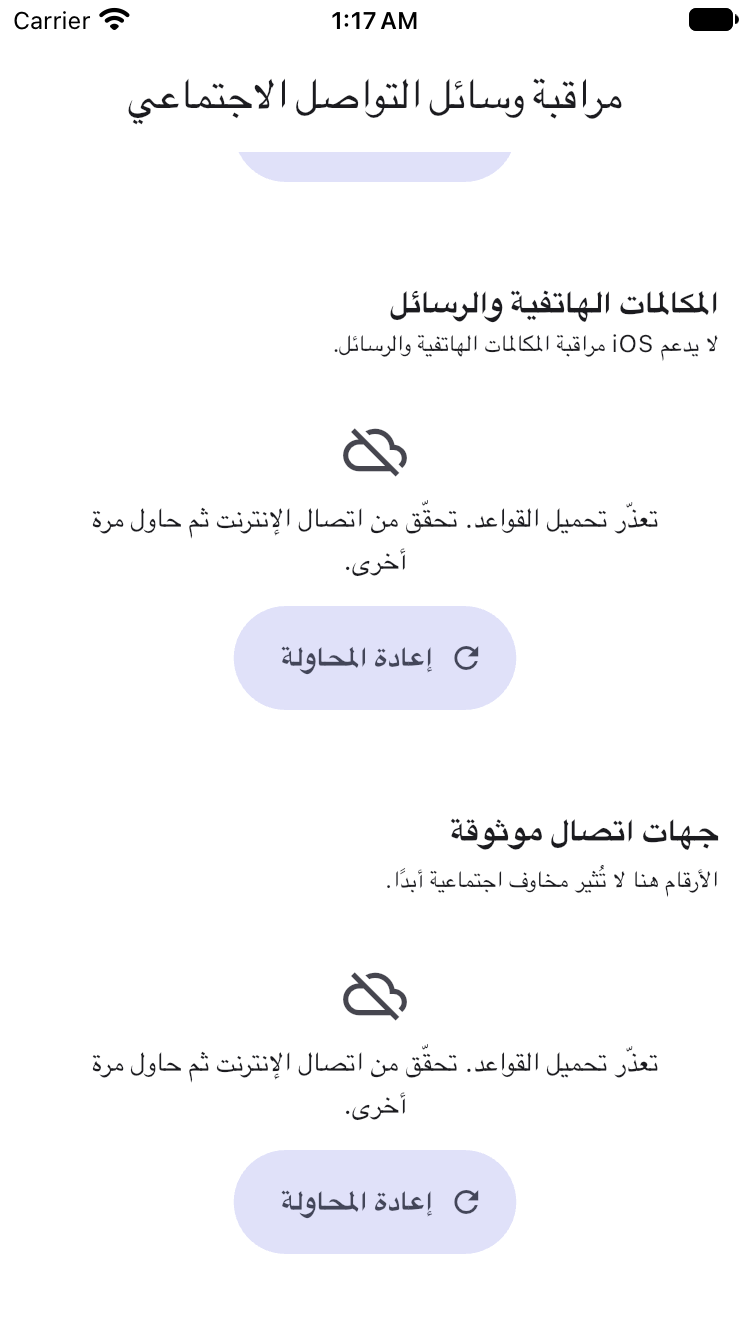 Carrier
1:17 AM
مراقبة وسائل التواصل الاجتماعي
المكالمات الهاتفية والرسائل
لا يدعم iOS مراقبة المكالمات الهاتفية والرسائل.
تعذّر تحميل القواعد. تحقّق من اتصال الإنترنت ثم حاول مرة
أخرى.
إعادة المحاولة
جهات اتصال موثوقة
الأرقام هنا لا تُثير مخاوف اجتماعية أبدًا.
تعذّر تحميل القواعد. تحقّق من اتصال الإنترنت ثم حاول مرة
أخرى.
إعادة المحاولة